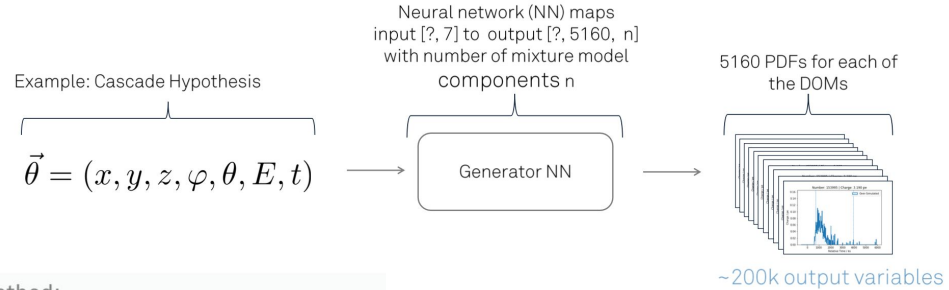 Neural network (NN) maps
input [?, 7] to output [?, 5160, n]
with number of mixture model
components n
5160 PDFs for each of
the DOMs
Example: Cascade Hypothesis
θ⃗ = (x, y, z, φ, θ, E, t)
Generator NN
~200k output variables